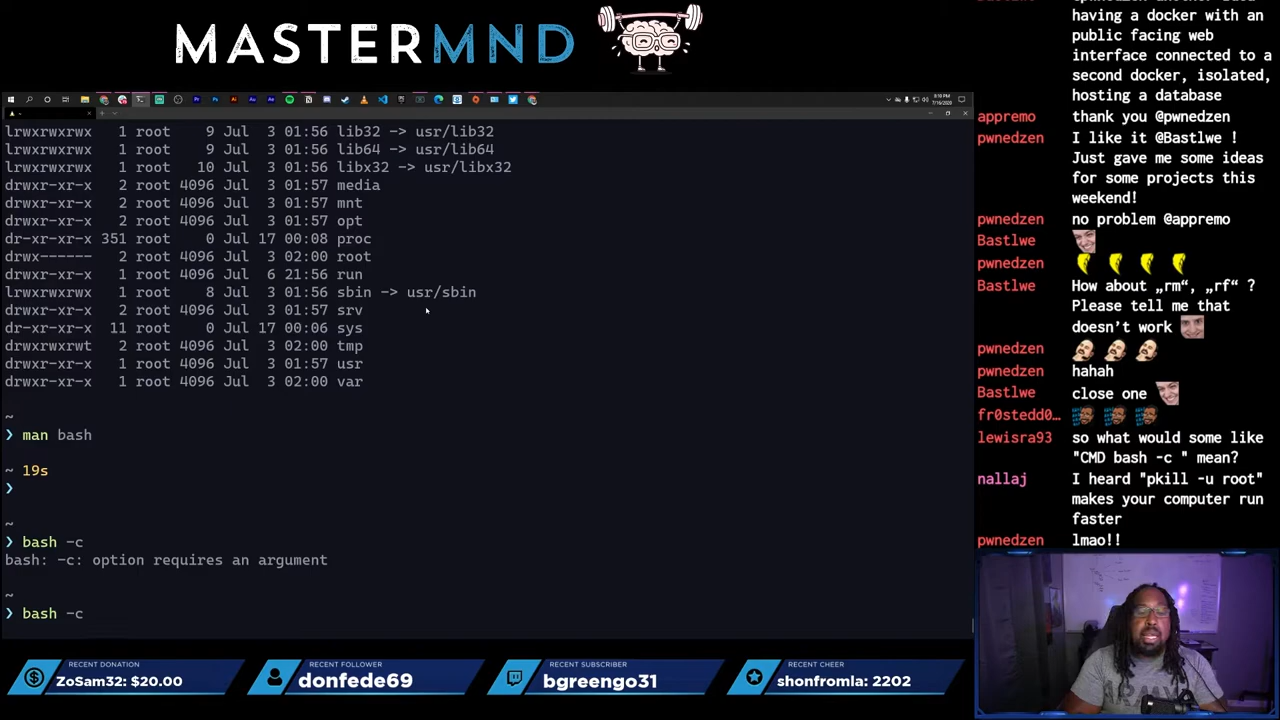 MASTERMND
8:10 PM
7/16/2020
lrwxrwxrwx 1 root 9 Jul 3 01:56 lib32 -> usr/lib32
lrwxrwxrwx 1 root 9 Jul 3 01:56 lib64 -> usr/lib64
lrwxrwxrwx 1 root 10 Jul 3 01:56 libx32 -> usr/libx32
drwxr-xr-x 2 root 4096 Jul 3 01:57 media
drwxr-xr-x 2 root 4096 Jul 3 01:57 mnt
drwxr-xr-x 2 root 4096 Jul 3 01:57 opt
dr-xr-xr-x 351 root 0 Jul 17 00:08 proc
drwx------ 2 root 4096 Jul 3 02:00 root
drwxr-xr-x 1 root 4096 Jul 6 21:56 run
lrwxrwxrwx 1 root 8 Jul 3 01:56 sbin -> usr/sbin
drwxr-xr-x 2 root 4096 Jul 3 01:57 srv
dr-xr-xr-x 11 root 0 Jul 17 00:06 sys
drwxrwxrwt 2 root 4096 Jul 3 02:00 tmp
drwxr-xr-x 1 root 4096 Jul 3 01:57 usr
drwxr-xr-x 1 root 4096 Jul 3 02:00 var
~
❯ man bash
~ 19s
❯
~
❯ bash -c
bash: -c: option requires an argument
~
❯ bash -c
having a docker with an
public facing web
interface connected to a
second docker, isolated,
hosting a database
appremo thank you @pwnedzen
pwnedzen I like it @Bastlwe !
Just gave me some ideas
for some projects this
weekend!
pwnedzen no problem @appremo
Bastlwe
pwnedzen
Bastlwe How about „rm“, „rf“ ?
Please tell me that
doesn’t work
pwnedzen
pwnedzen hahah
Bastlwe close one
fr0stedd0…
lewisra93 so what would some like
"CMD bash -c " mean?
nallaj I heard "pkill -u root"
makes your computer run
faster
pwnedzen lmao!!
ARMY
RECENT DONATION
ZoSam32: $20.00
RECENT FOLLOWER
donfede69
RECENT SUBSCRIBER
bgreengo31
RECENT CHEER
shonfromla: 2202